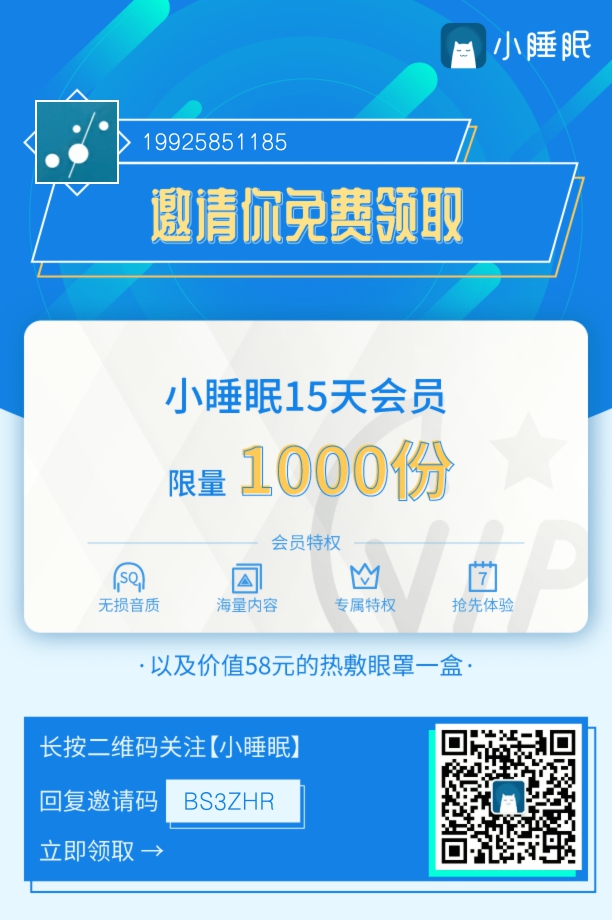 小睡眠
19925851185
邀请你免费领取
小睡眠15天会员
限量 1000份
VIP
会员特权
SQ
7
无损音质 海量内容 专属特权 抢先体验
·以及价值58元的热敷眼罩一盒·
长按二维码关注【小睡眠】
回复邀请码 BS3ZHR
立即领取→